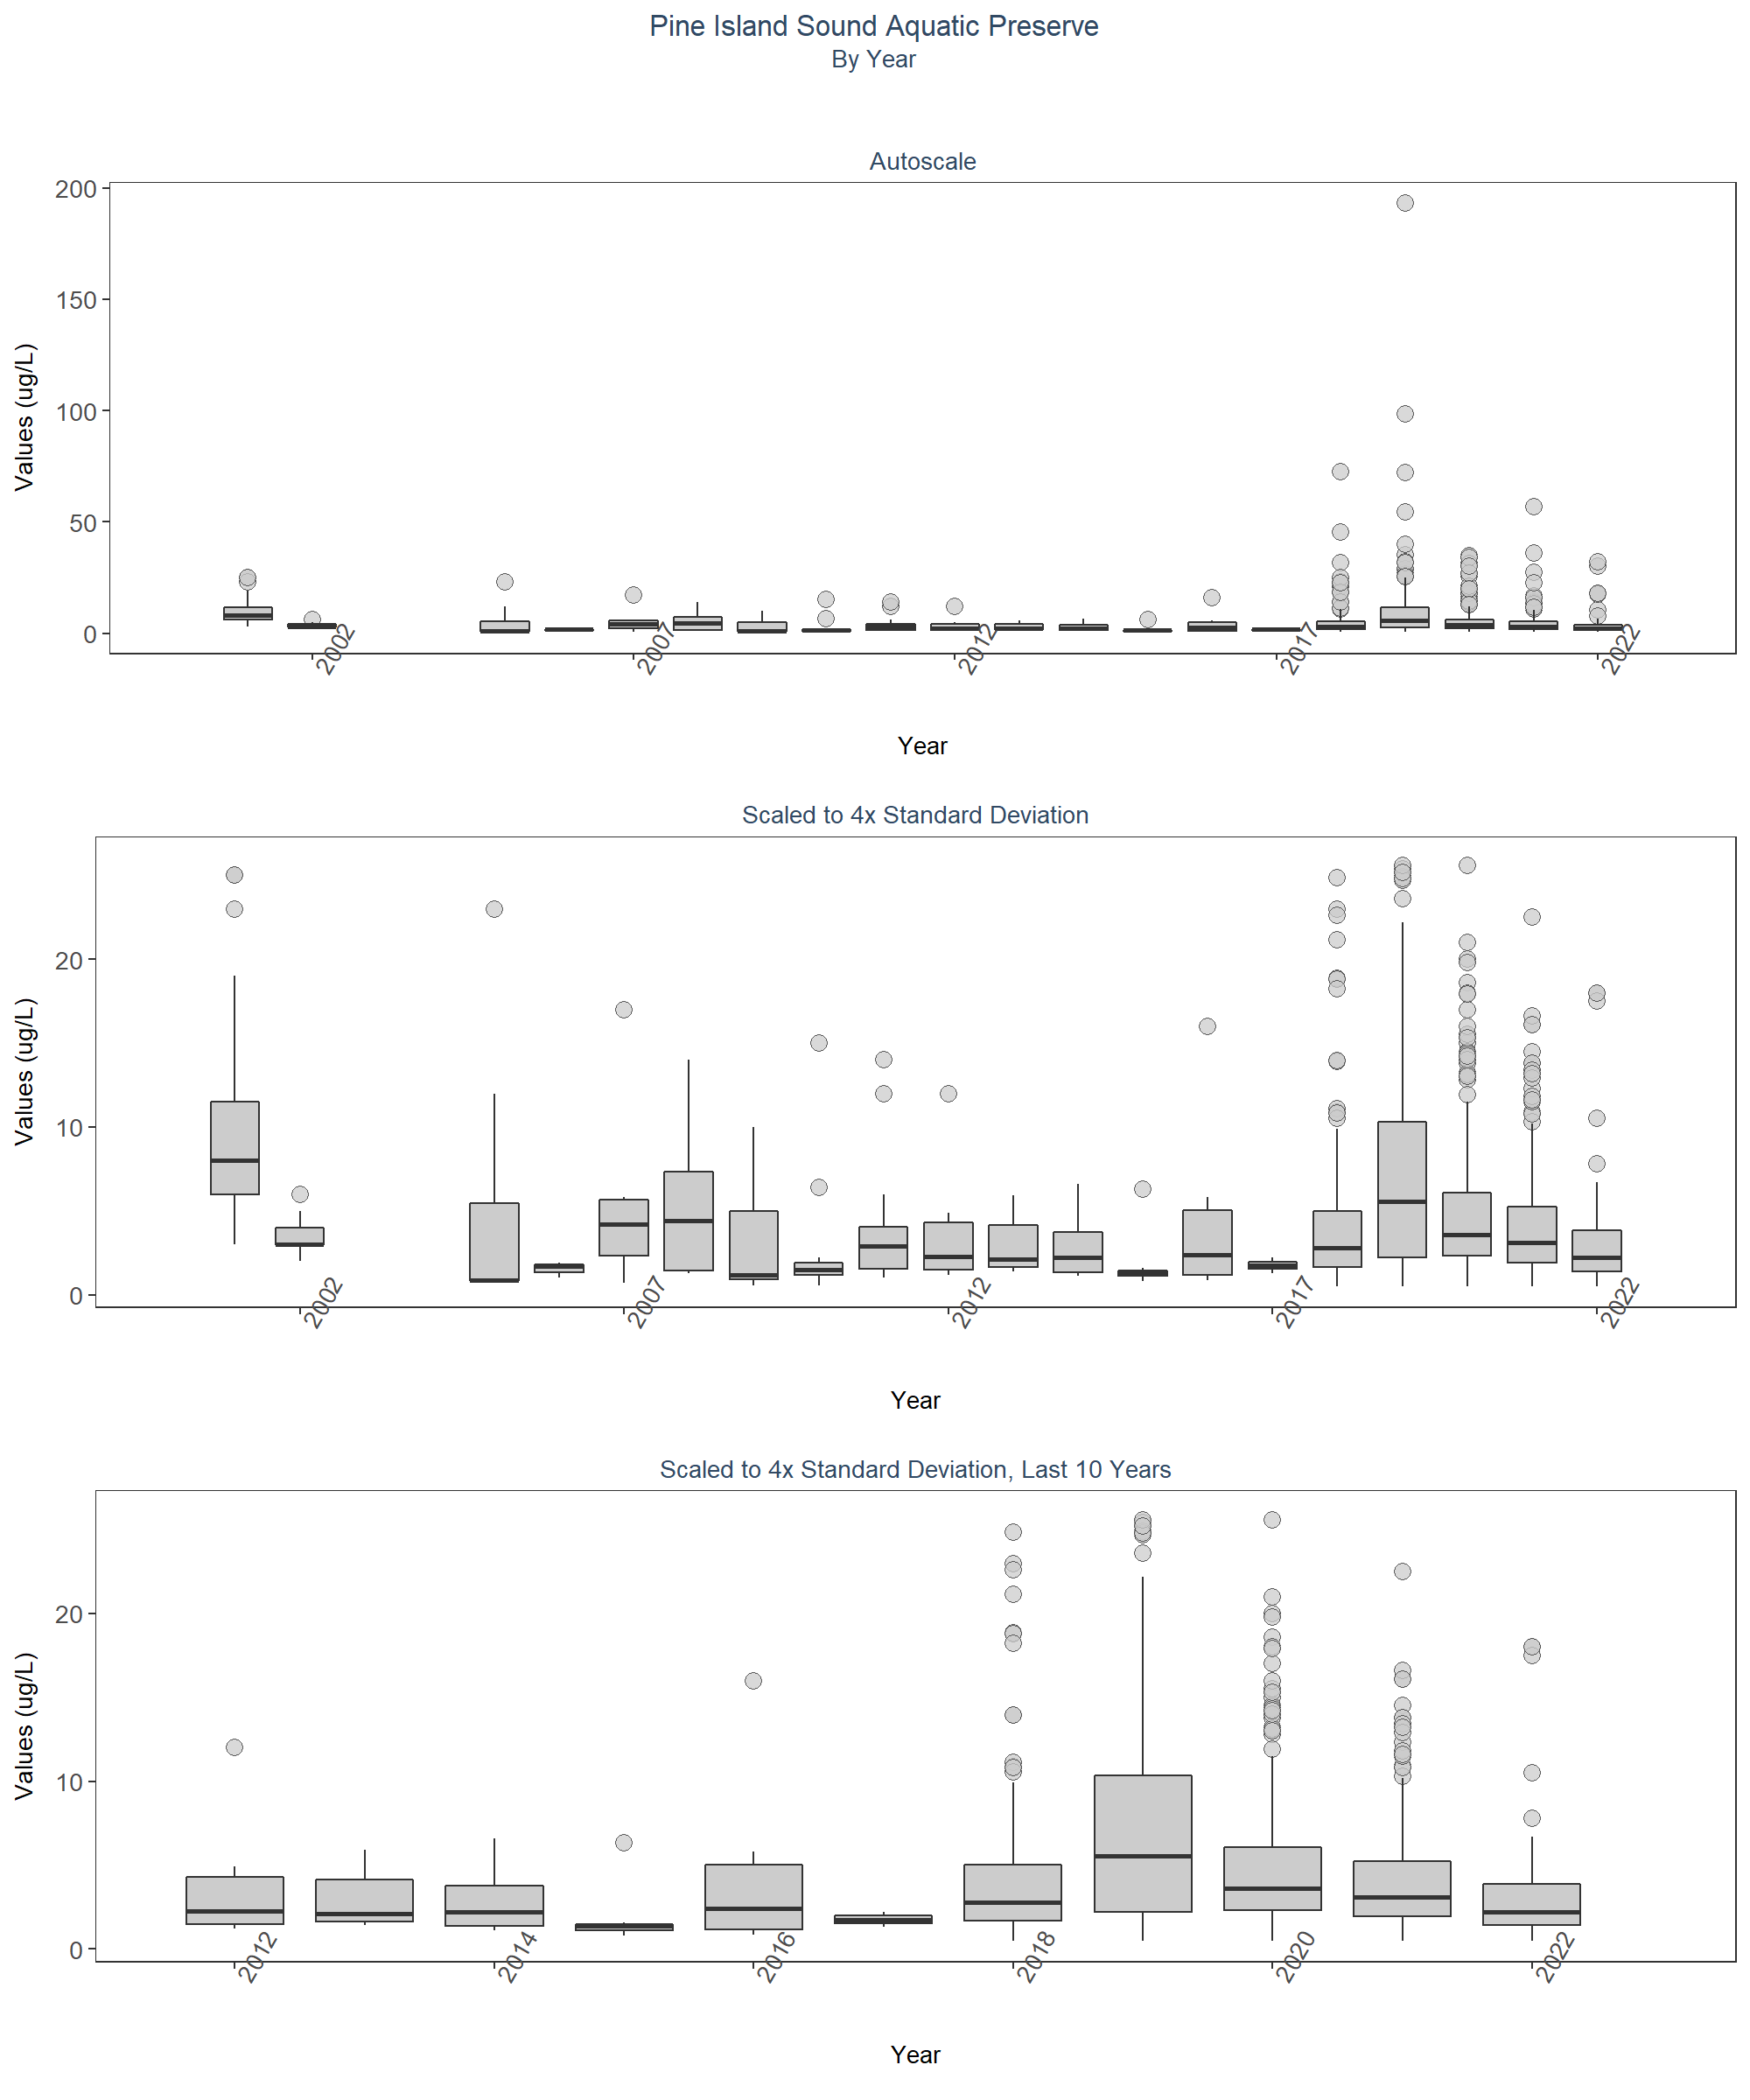 Pine Island Sound Aquatic Preserve
By Year
Autoscale
Values (ug/L)
200
150
100
50
0
2002
2007
2012
2017
2022
Year
Scaled to 4x Standard Deviation
Values (ug/L)
20
10
0
2002
2007
2012
2017
2022
Year
Scaled to 4x Standard Deviation, Last 10 Years
Values (ug/L)
20
10
0
2012
2014
2016
2018
2020
2022
Year